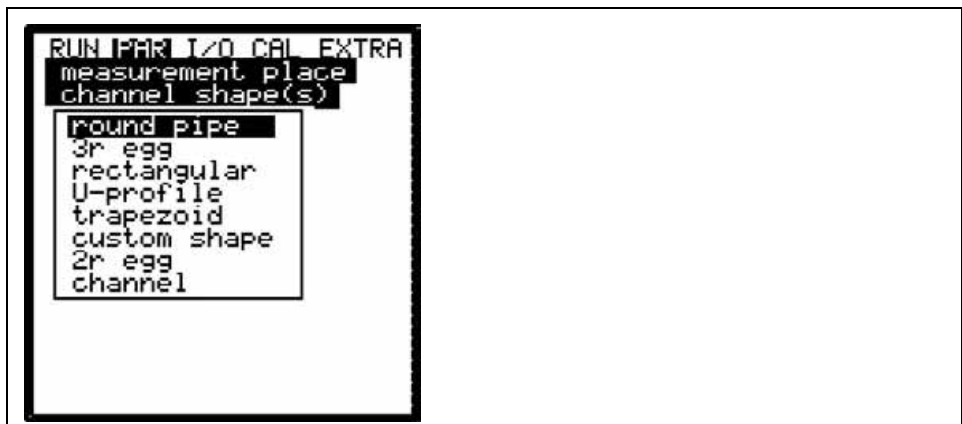 RUN PAR I/O CAL EXTRA
measurement place
channel shape(s)
round pipe
3r egg
rectangular
U-profile
trapezoid
custom shape
2r egg
channel